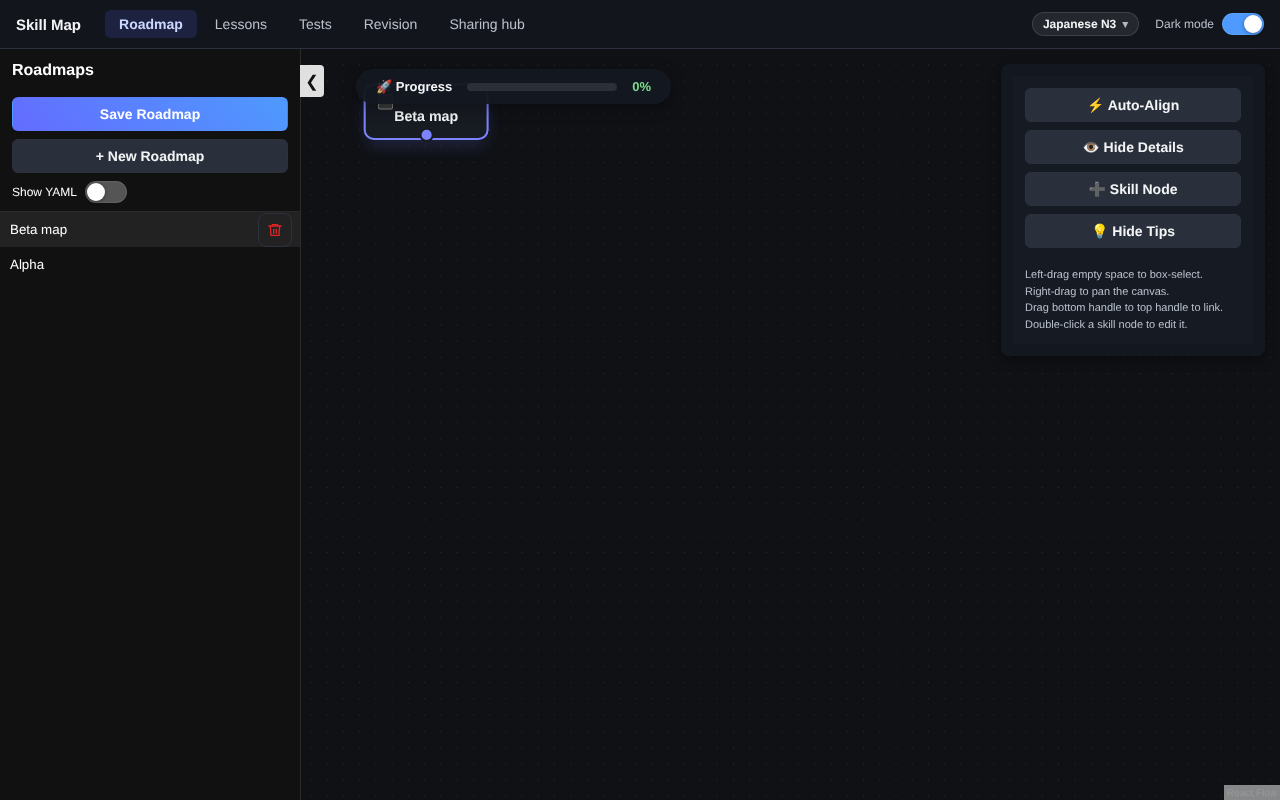 Skill Map
Roadmap
Lessons
Tests
Revision
Sharing hub
Japanese N3
Dark mode
Roadmaps
Save Roadmap
+ New Roadmap
Show YAML
Beta map
Alpha
🚀 Progress
0%
Beta map
⚡ Auto-Align
👁️ Hide Details
➕ Skill Node
💡 Hide Tips
Left-drag empty space to box-select.
Right-drag to pan the canvas.
Drag bottom handle to top handle to link.
Double-click a skill node to edit it.
React Flow